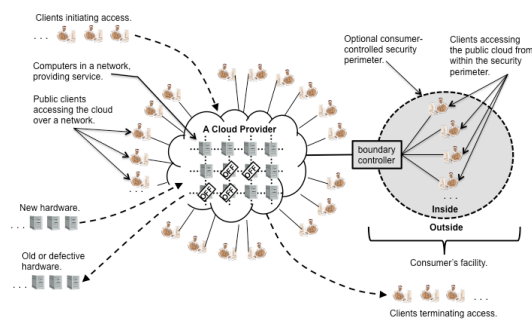 Clients initiating access.
. . .
Computers in a network,
providing service.
Public clients
accessing the cloud
over a network.
A Cloud Provider
OFF
OFF
OFF
OFF
New hardware.
. . .
Old or defective
hardware.
. . .
Optional consumer-
controlled security
perimeter.
Clients accessing
the public cloud from
within the security
perimeter.
boundary
controller
. . .
Inside
Outside
Consumer's facility.
. . .
Clients terminating access.